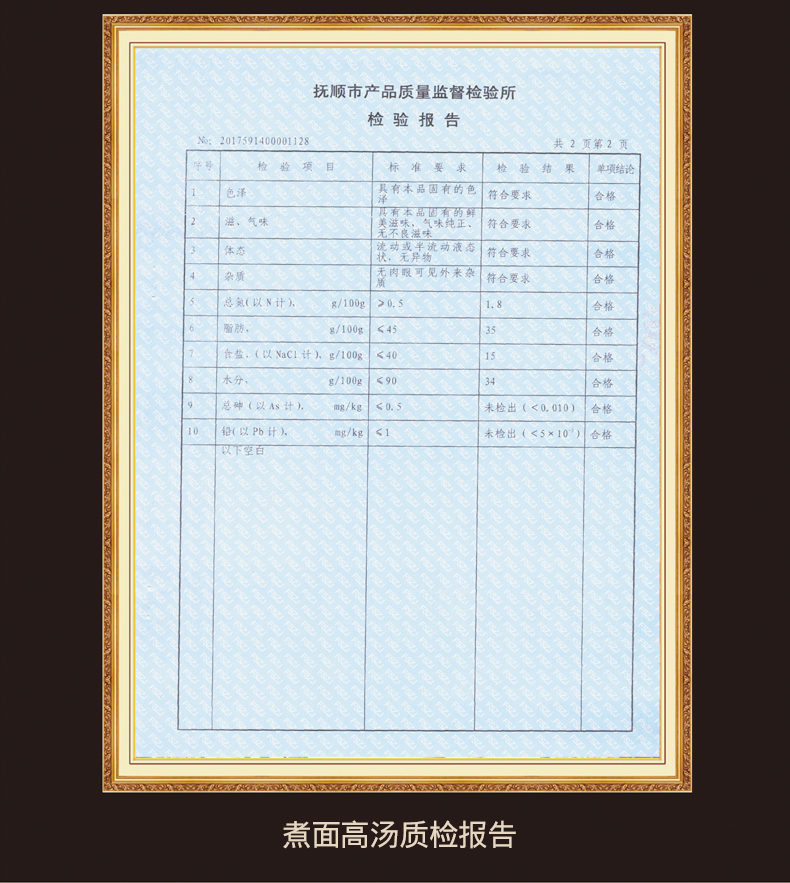 抚顺市产品质量监督检验所
检验报告
No: 2017591400001128 共 2 页第 2 页
序号 检验项目 标准要求 检验结果 单项结论
1 色泽 具有本品固有的色泽 符合要求 合格
2 滋、气味 具有本品固有的鲜美滋味，气味纯正，无不良滋味 符合要求 合格
3 体态 流动或半流动液态状，无异物 符合要求 合格
4 杂质 无肉眼可见外来杂质 符合要求 合格
5 总氮(以N计)， g/100g ≥0.5 1.8 合格
6 脂肪， g/100g ≤45 35 合格
7 食盐，(以NaCl计)，g/100g ≤40 15 合格
8 水分， g/100g ≤90 34 合格
9 总砷(以As计)， mg/kg ≤0.5 未检出(<0.010) 合格
10 铅(以Pb计)， mg/kg ≤1 未检出(<5×10⁻³) 合格
以下空白
煮面高汤质检报告